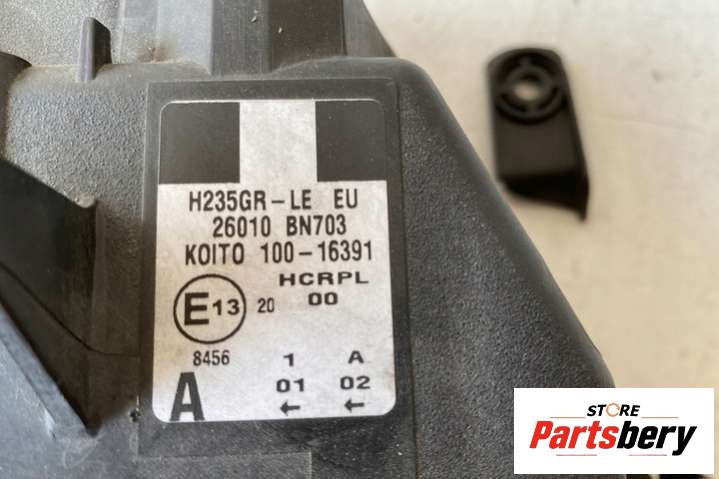 H235GR-LE EU
26010 BN703
KOITO 100-16391
HCRPL
E13 20 00
8456 1 A
A 01 02
← ←
STORE
Partsbery